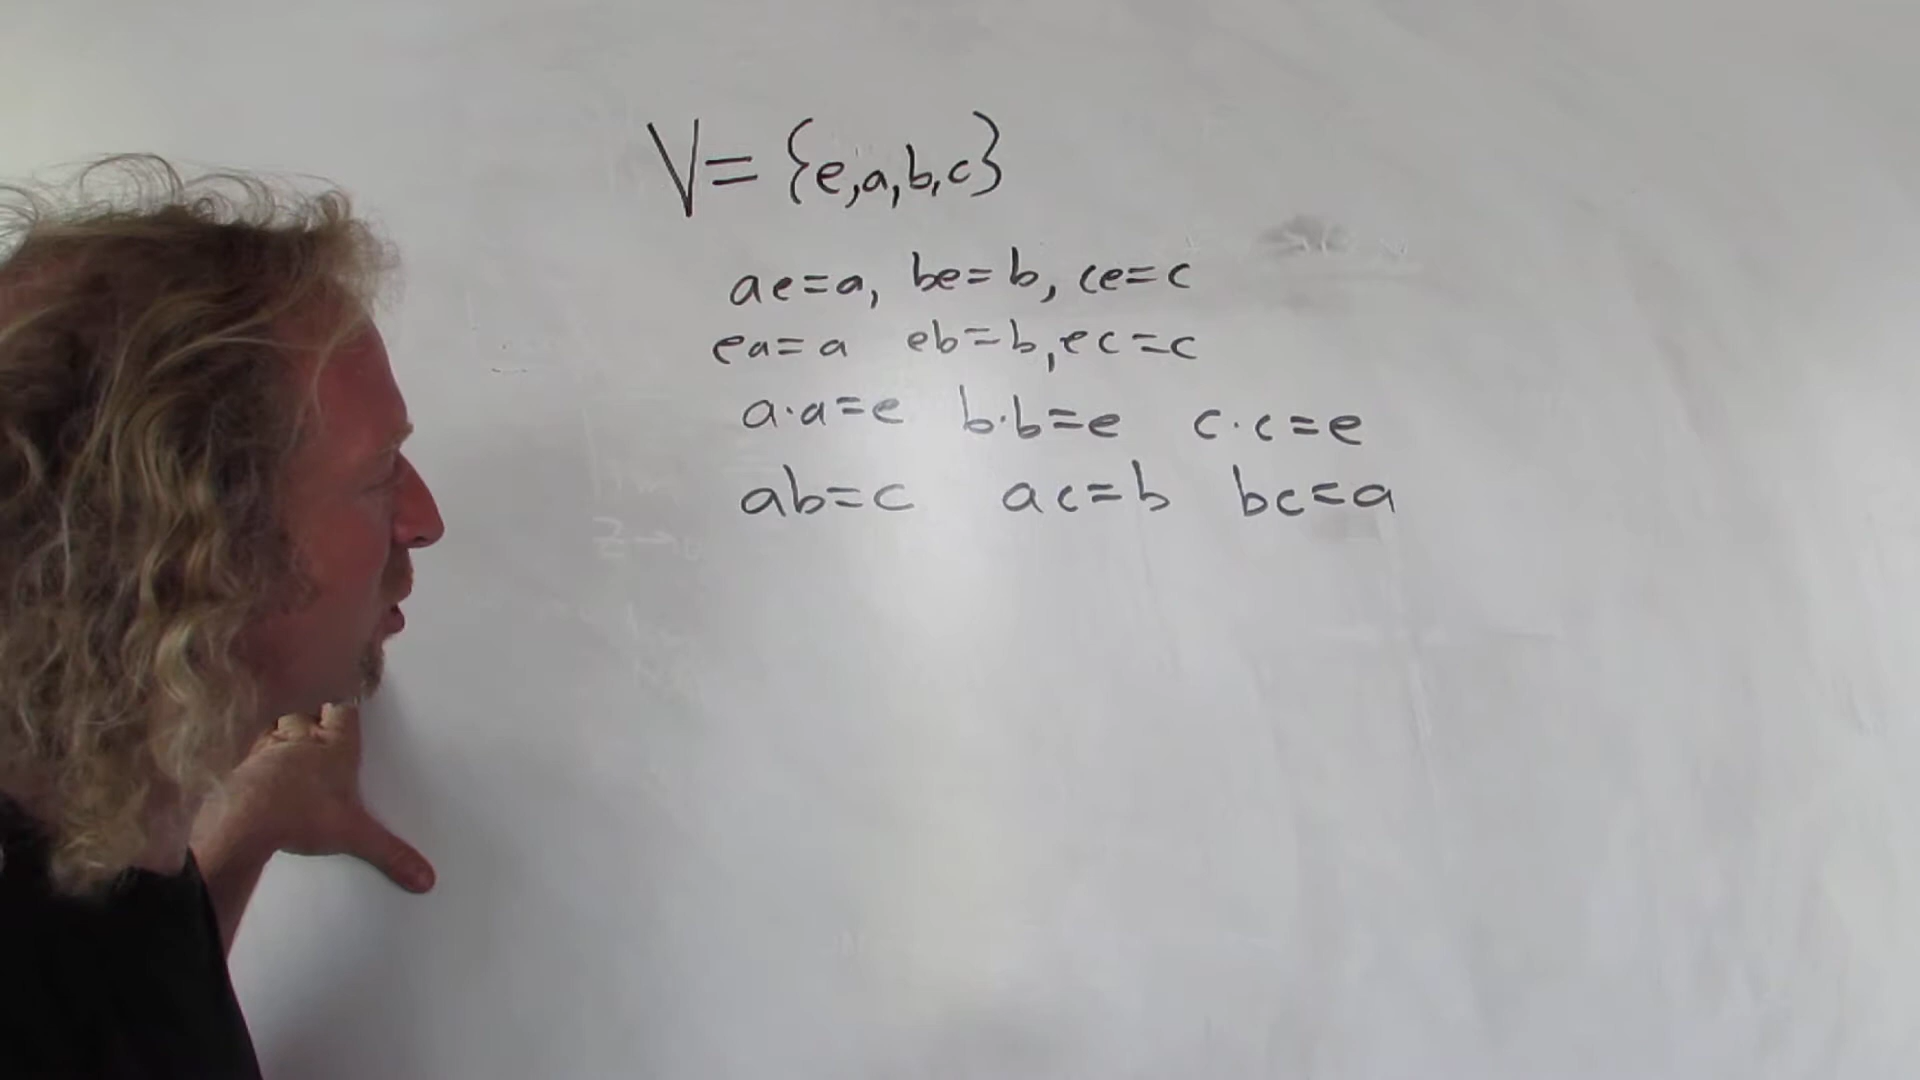 V= {e,a,b,c}
ae=a, be=b, ce=c
ea=a eb=b,ec=c
a·a=e b·b=e c·c=e
ab=c ac=b bc=a